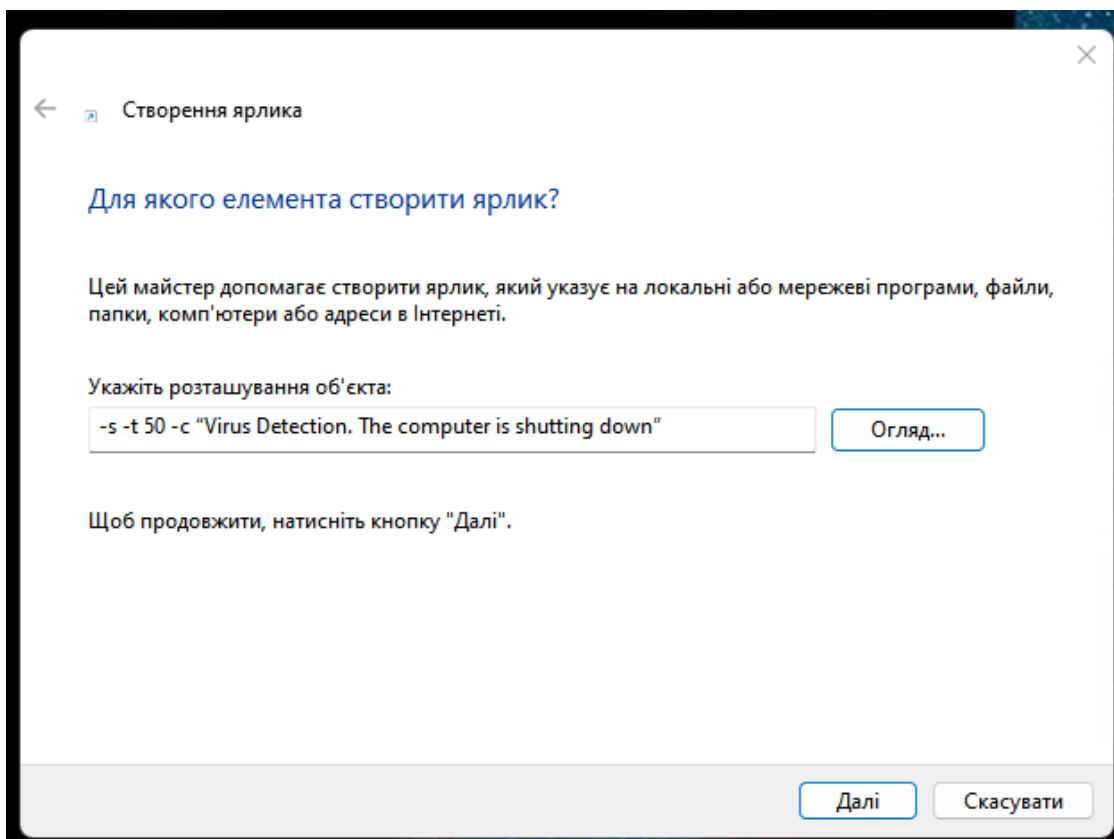 Створення ярлика
Для якого елемента створити ярлик?
Цей майстер допомагає створити ярлик, який указує на локальні або мережеві програми, файли,
папки, комп'ютери або адреси в Інтернеті.
Укажіть розташування об'єкта:
-s -t 50 -c “Virus Detection. The computer is shutting down”
Огляд...
Щоб продовжити, натисніть кнопку "Далі".
Далі
Скасувати